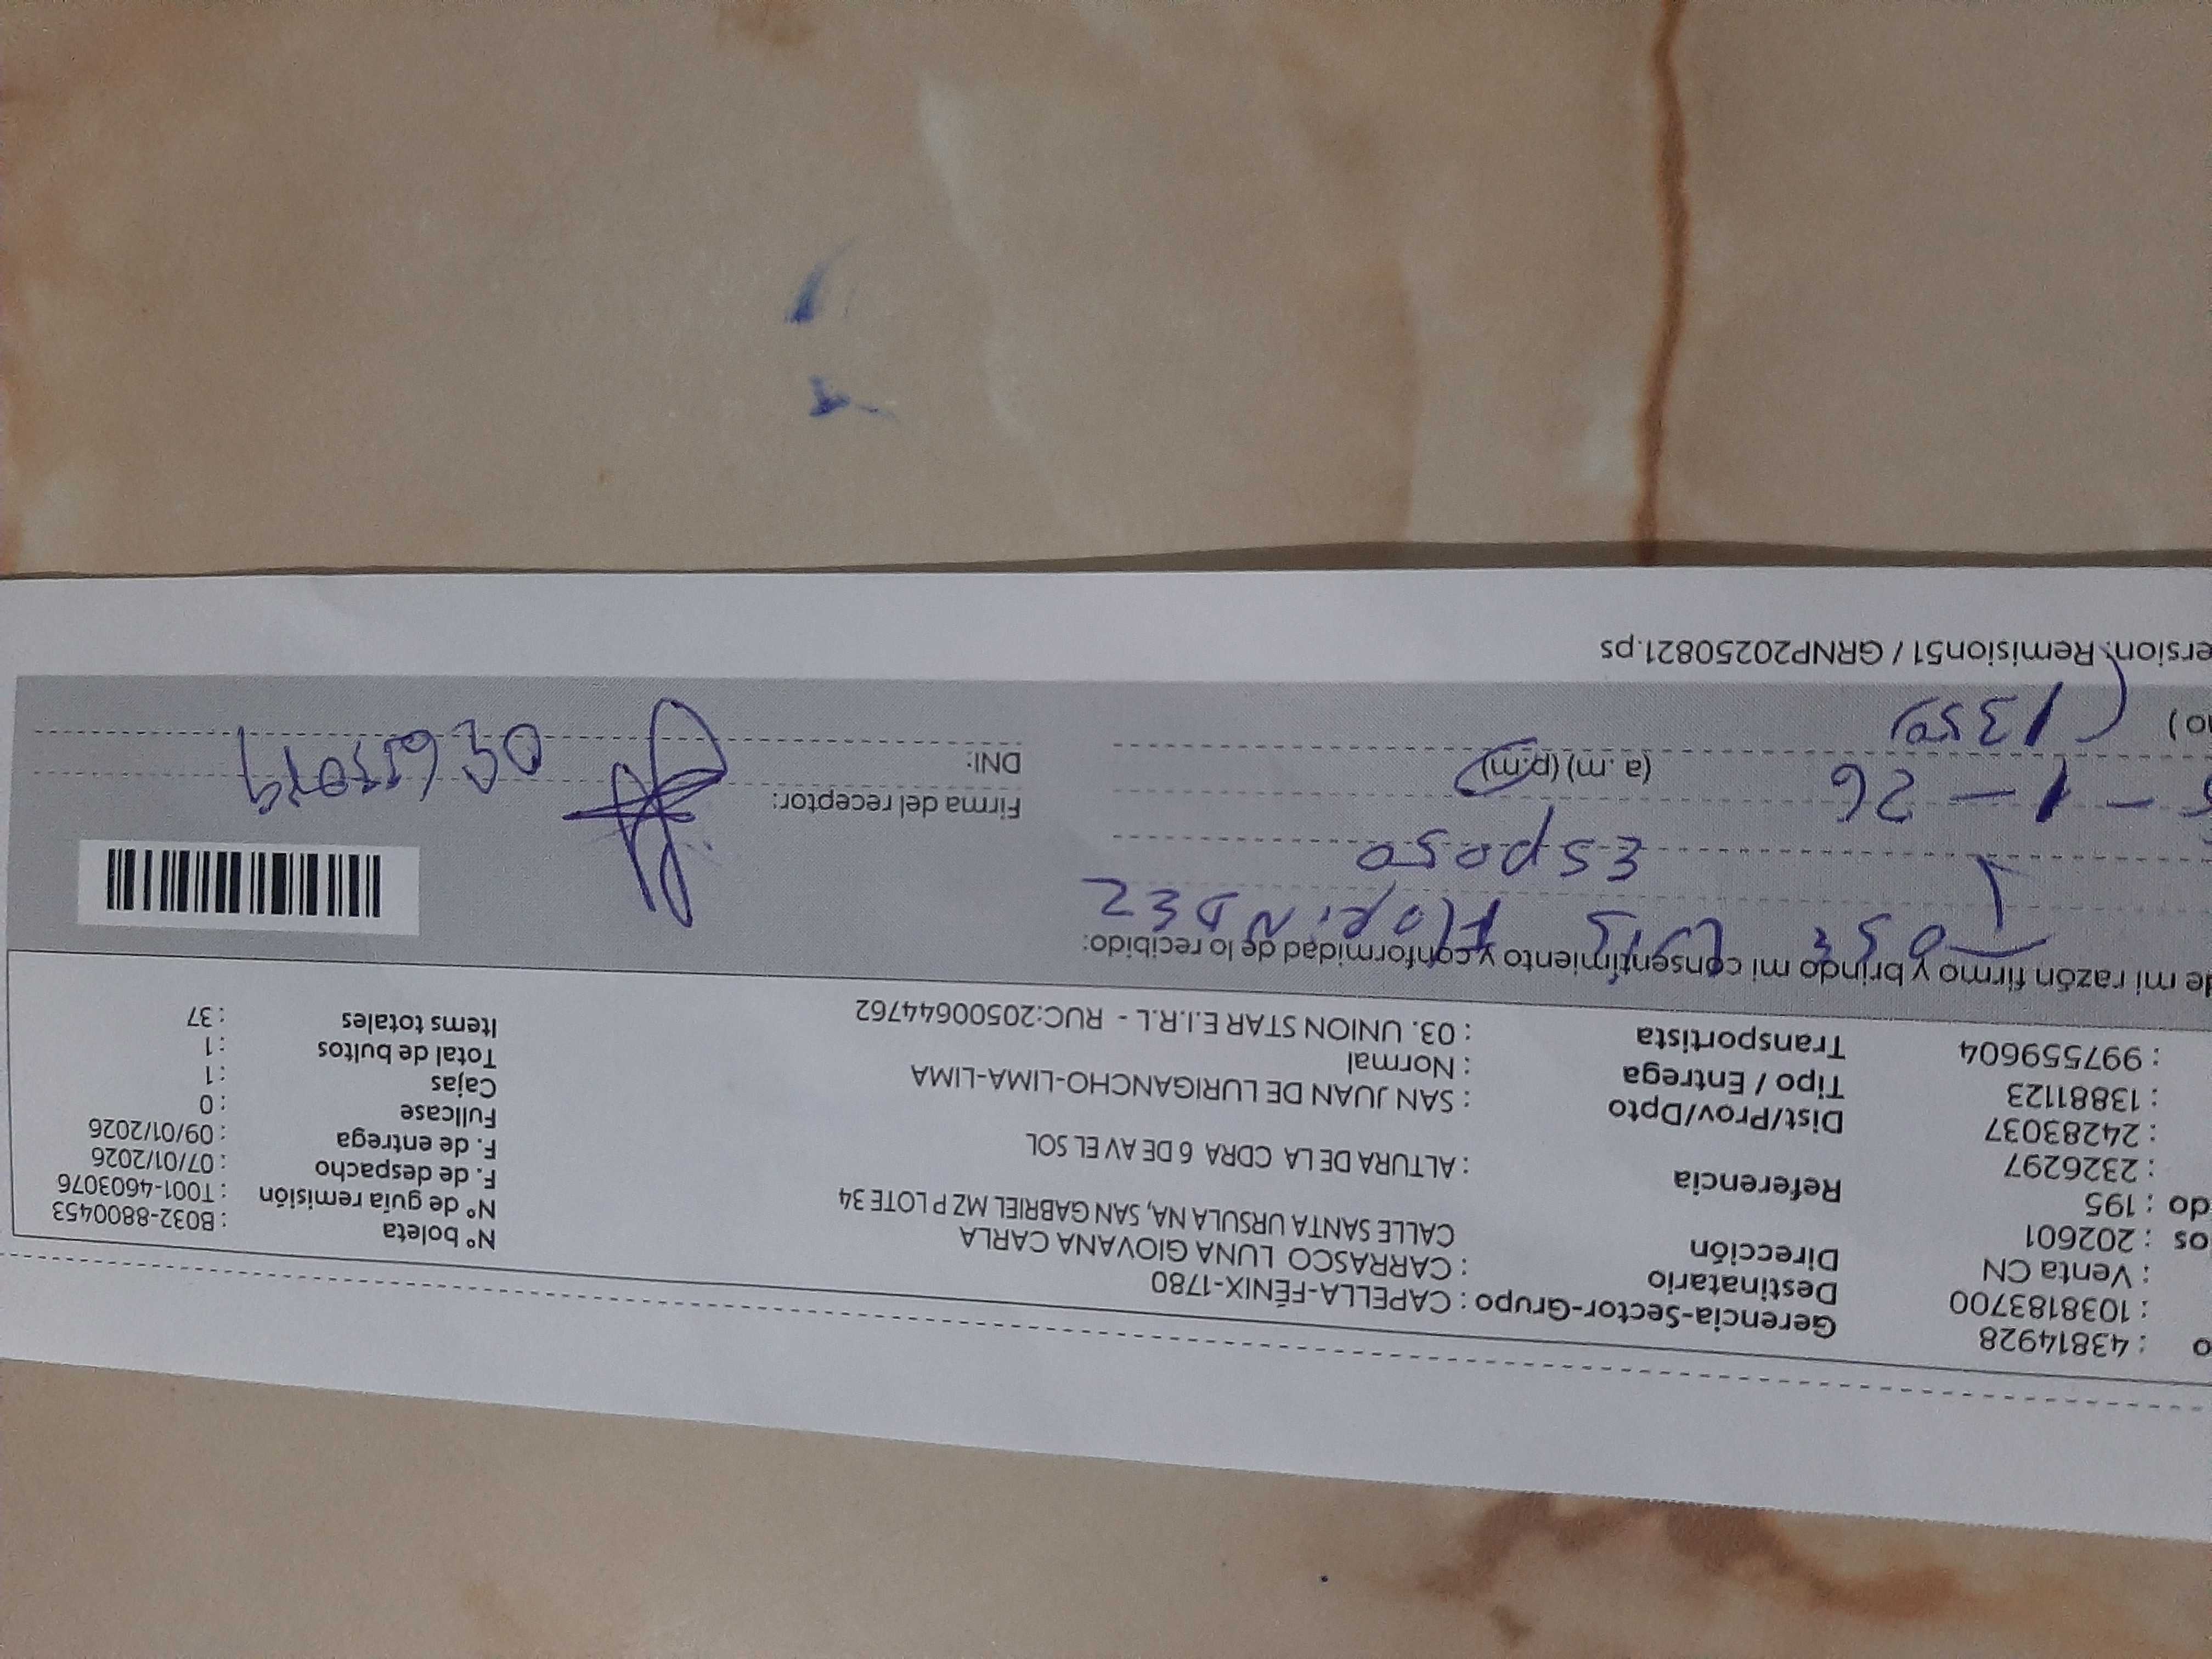 o : 43814928 Gerencia-Sector-Grupo : CAPELLA-FÉNIX-1780
: 1038183700 Destinatario : CARRASCO LUNA GIOVANA CARLA Nº boleta : B032-8800453
: Venta CN Dirección CALLE SANTA URSULA NA, SAN GABRIEL MZ P LOTE 34 Nº de guía remisión : T001-4603076
os : 202601 F. de despacho : 07/01/2026
do : 195 Referencia : ALTURA DE LA CDRA 6 DE AV EL SOL F. de entrega : 09/01/2026
: 2326297 Fullcase : 0
: 24283037 Dist/Prov/Dpto : SAN JUAN DE LURIGANCHO-LIMA-LIMA Cajas : 1
: 13881123 Tipo / Entrega : Normal Total de bultos : 1
: 997559604 Transportista : 03. UNION STAR E.I.R.L - RUC:20500644762 Items totales : 37
de mi razón firmo y brindo mi consentimiento y conformidad de lo recibido:
Esposo
Firma del receptor:
- 1 - 26 (a.m) (p.m) DNI:
o)
ersion: Remision51 / GRNP20250821.ps